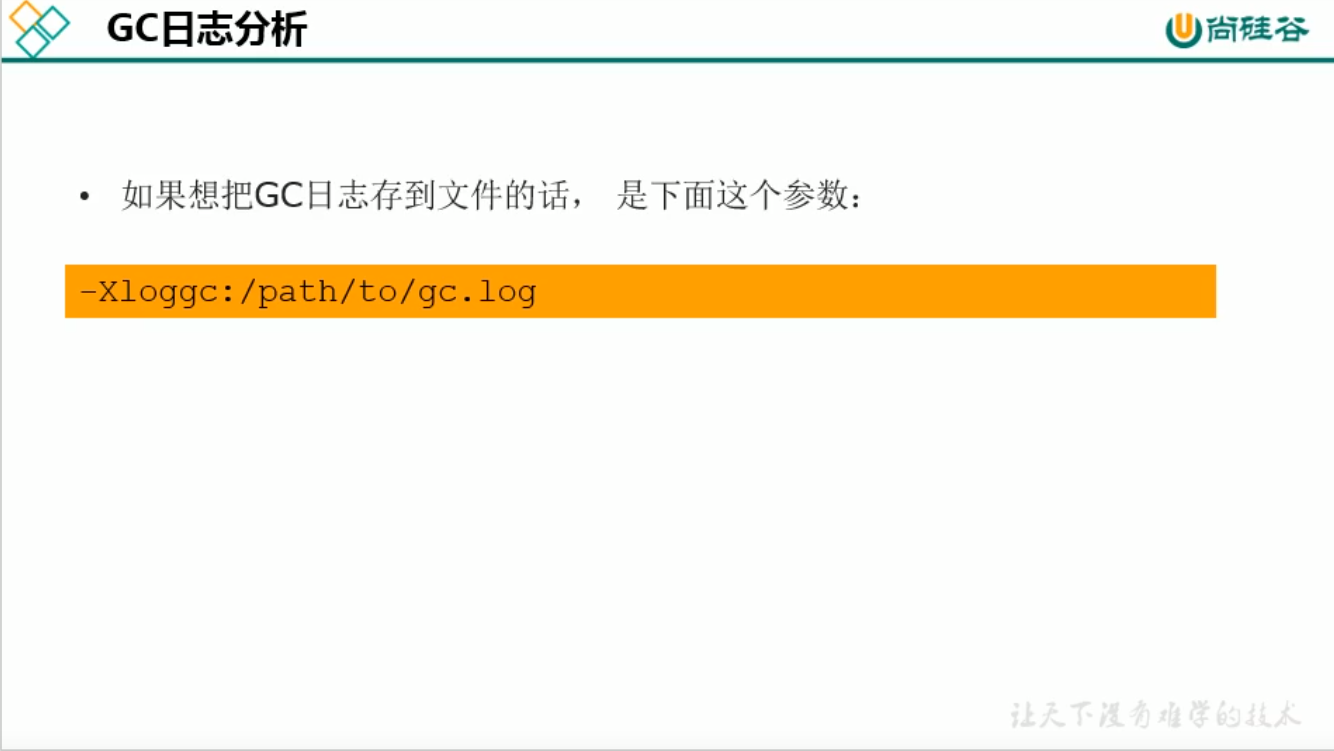 GC日志分析
尚硅谷
• 如果想把GC日志存到文件的话， 是下面这个参数：
-Xloggc:/path/to/gc.log
让天下没有难学的技术